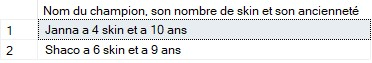 Nom du champion, son nombre de skin et son ancienneté
1 Janna a 4 skin et a 10 ans
2 Shaco a 6 skin et a 9 ans